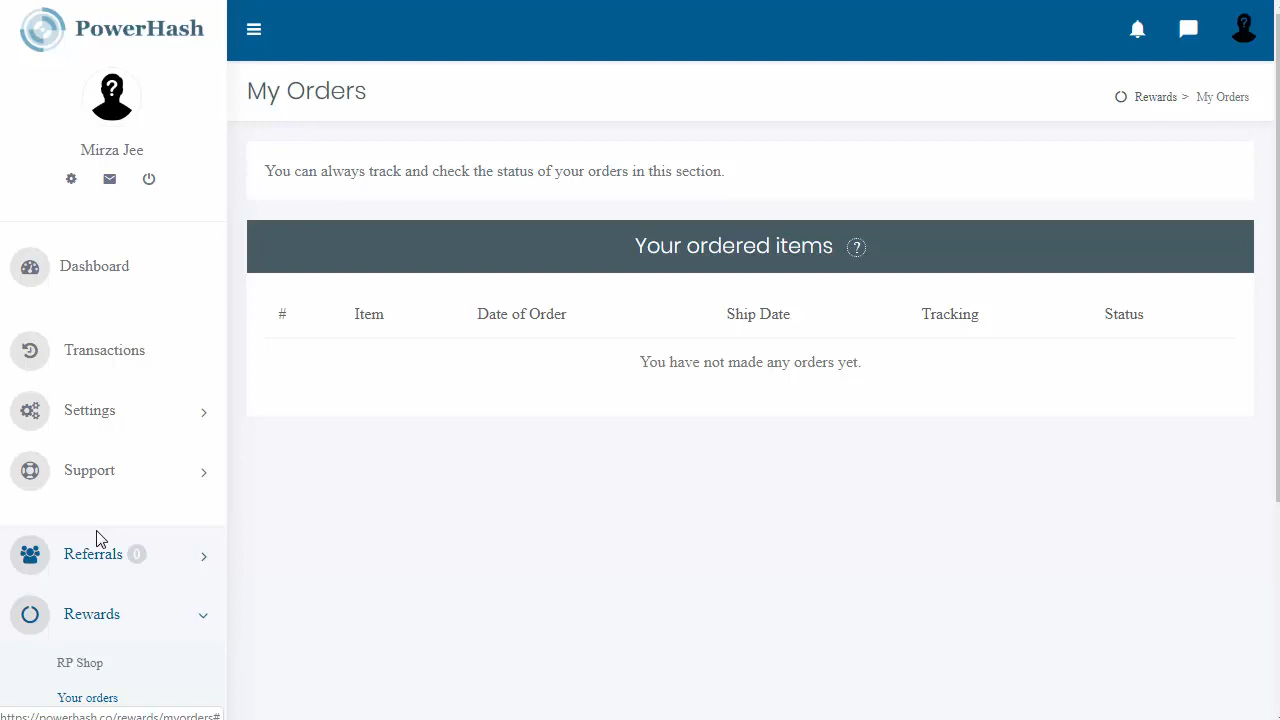 PowerHash
Mirza Jee
Dashboard
Transactions
Settings
Support
Referrals 0
Rewards
RP Shop
Your orders
https://powerhash.co/rewards/myorders#
My Orders
Rewards > My Orders
You can always track and check the status of your orders in this section.
Your ordered items ?
# Item Date of Order Ship Date Tracking Status
You have not made any orders yet.